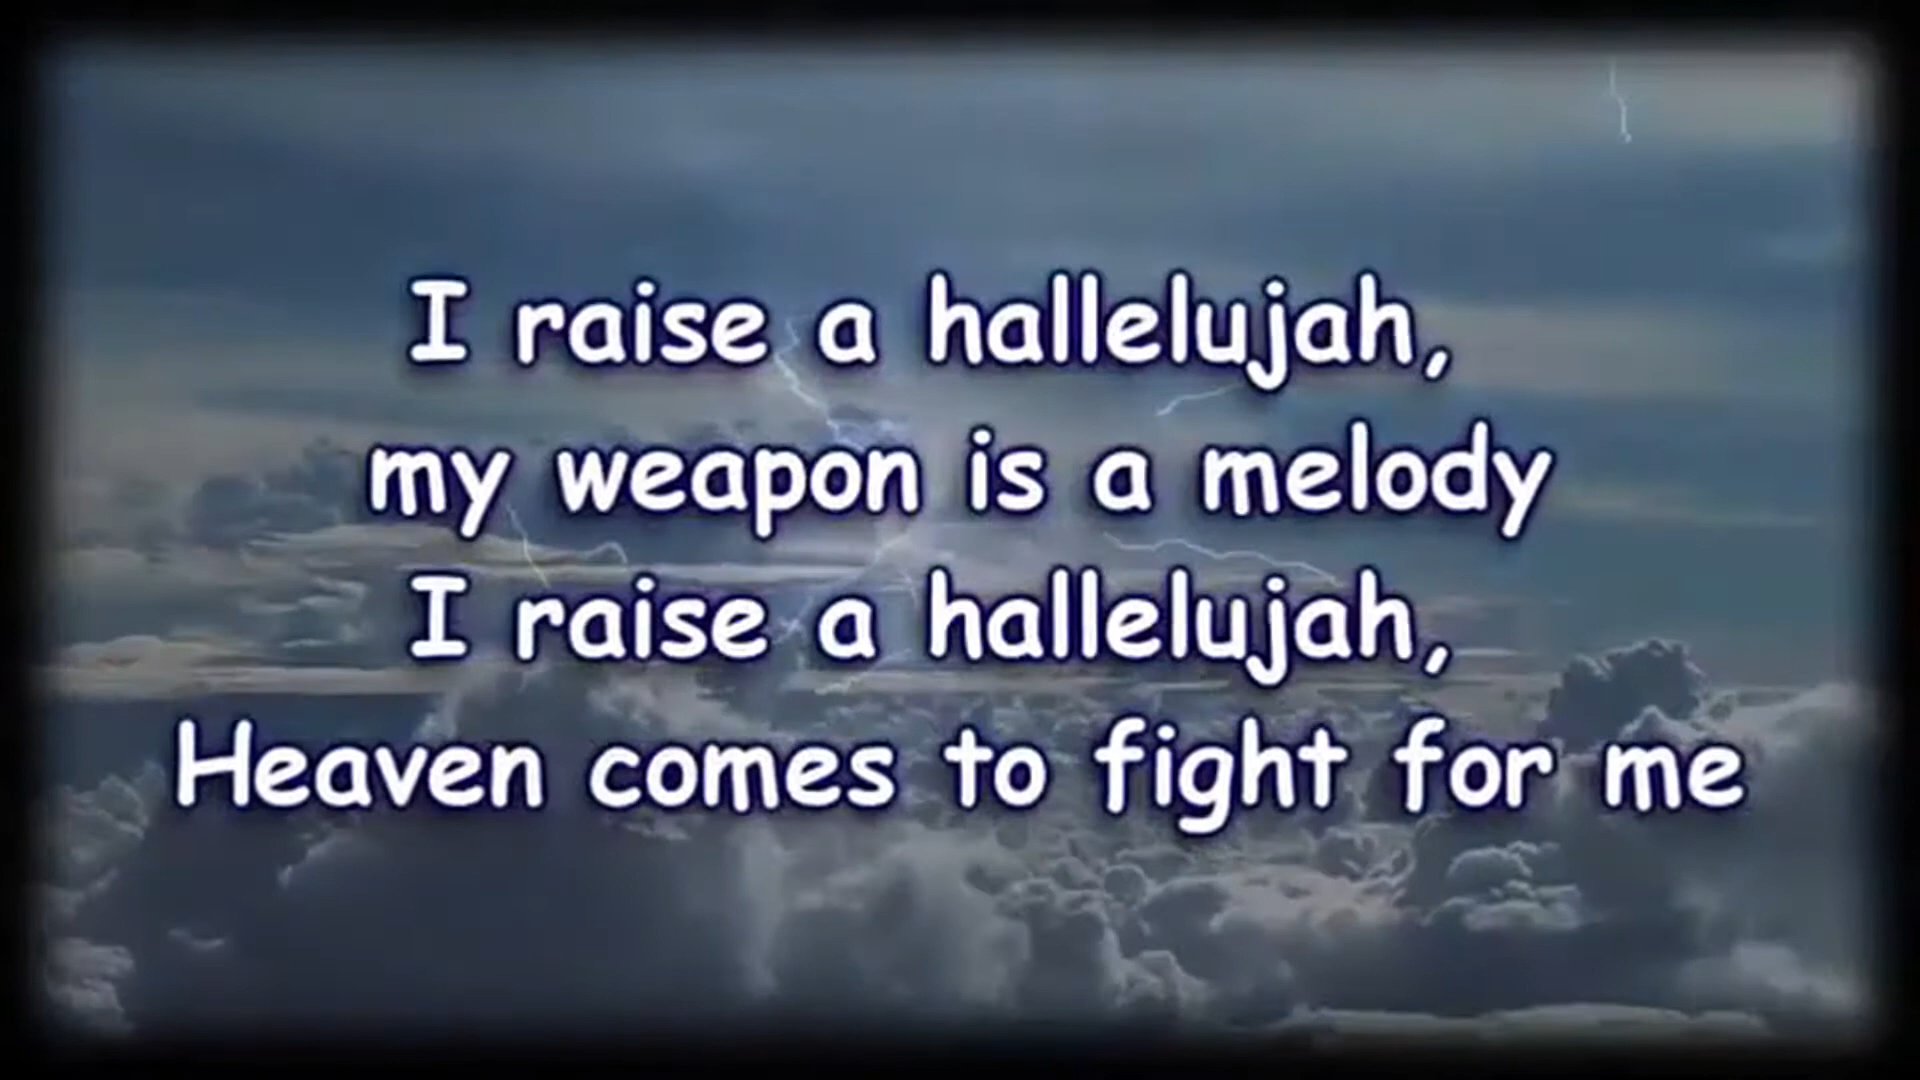 I raise a hallelujah,
my weapon is a melody
I raise a hallelujah,
Heaven comes to fight for me